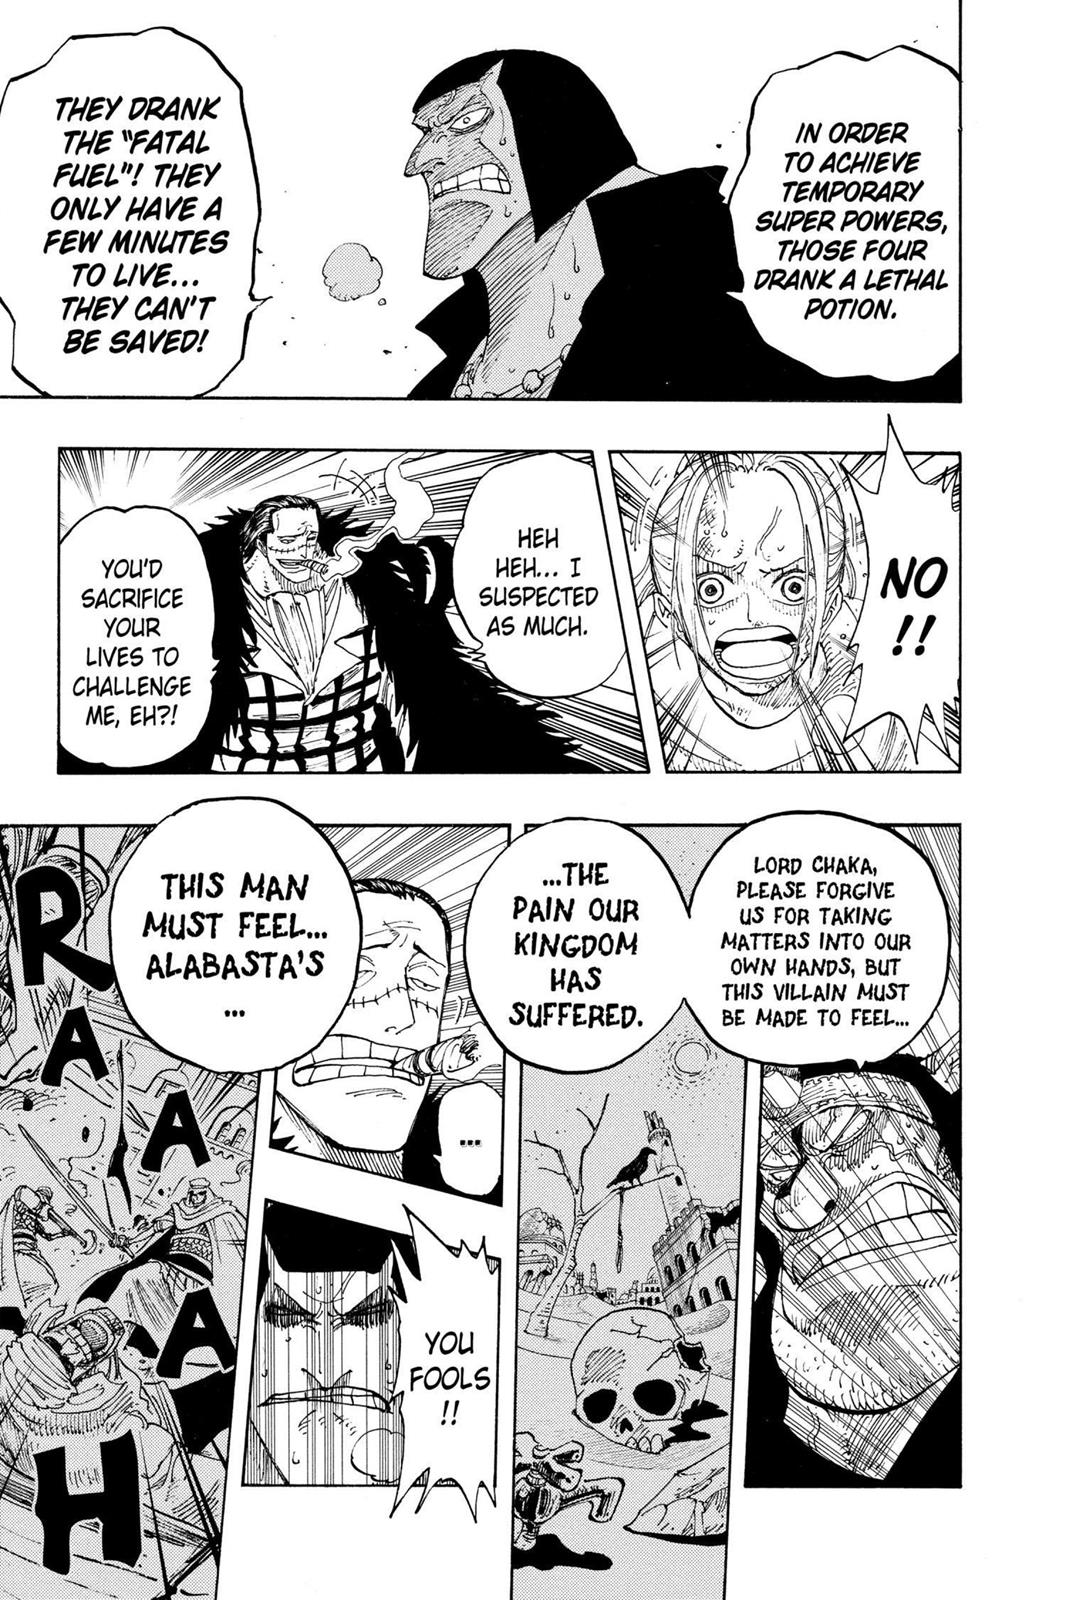 IN ORDER
TO ACHIEVE
TEMPORARY
SUPER POWERS,
THOSE FOUR
DRANK A LETHAL
POTION.
THEY DRANK
THE "FATAL
FUEL"! THEY
ONLY HAVE A
FEW MINUTES
TO LIVE...
THEY CAN'T
BE SAVED!
NO
!!
HEH
HEH... I
SUSPECTED
AS MUCH.
YOU'D
SACRIFICE
YOUR
LIVES TO
CHALLENGE
ME, EH?!
LORD CHAKA,
PLEASE FORGIVE
US FOR TAKING
MATTERS INTO OUR
OWN HANDS, BUT
THIS VILLAIN MUST
BE MADE TO FEEL...
...THE
PAIN OUR
KINGDOM
HAS
SUFFERED.
THIS MAN
MUST FEEL...
ALABASTA'S
...
...
YOU
FOOLS
!!
RAAAH